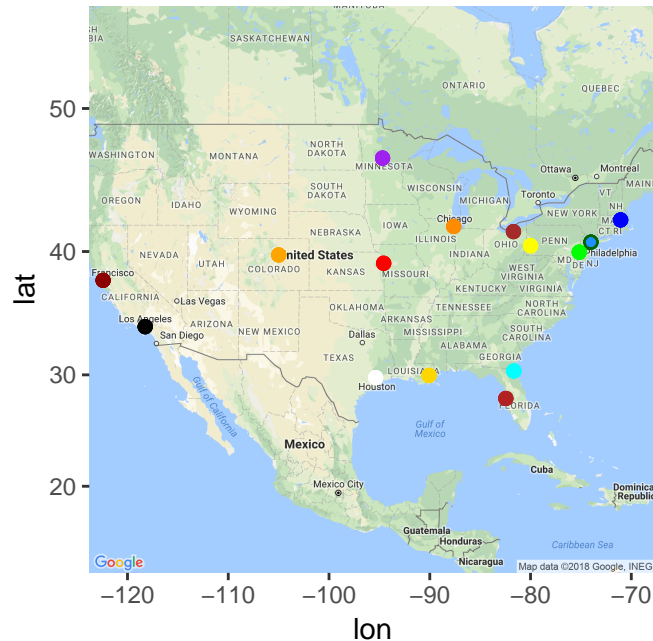 MANITOBA
SASKATCHEWAN
ONTARIO
QUEBEC
50
WASHINGTON
MONTANA
NORTH
DAKOTA
MINNESOTA
Ottawa
Montreal
SOUTH
DAKOTA
WISCONSIN
MICHIGAN
Toronto
VT
MAINE
NH
OREGON
IDAHO
WYOMING
IOWA
Chicago
NEW YORK
MA
CT RI
NEBRASKA
ILLINOIS
INDIANA
OHIO
PENN
40
NEVADA
UTAH
COLORADO
United States
KANSAS
MISSOURI
WEST
VIRGINIA
MD
DE
NJ
Philadelphia
lat
Francisco
CALIFORNIA
Las Vegas
KENTUCKY
VIRGINIA
Los Angeles
San Diego
ARIZONA
NEW MEXICO
OKLAHOMA
ARKANSAS
TENNESSEE
NORTH
CAROLINA
Dallas
MISSISSIPPI
SOUTH
CAROLINA
TEXAS
ALABAMA
GEORGIA
30
Houston
LOUISIANA
FLORIDA
Gulf of
California
Gulf of
Mexico
Mexico
20
Mexico City
Cuba
Dominican
Republic
Guatemala
Honduras
Nicaragua
Caribbean Sea
Google
Map data ©2018 Google, INEG
−120
−110
−100
−90
−80
−70
lon